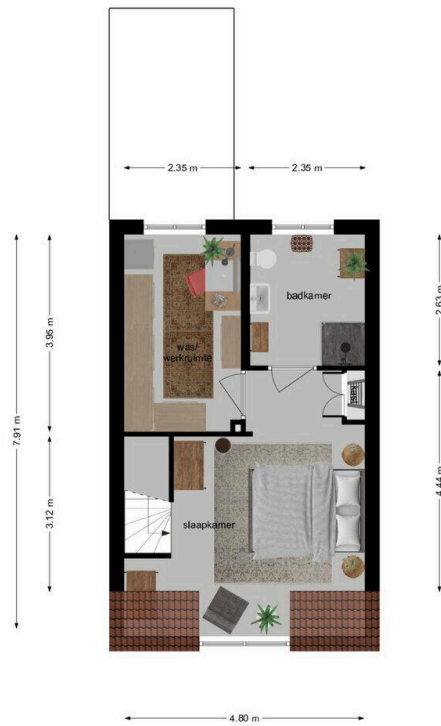 2.35 m
2.35 m
badkamer
2.63 m
3.95 m
was/
werkruimte
7.91 m
4.44 m
3.12 m
slaapkamer
4.80 m